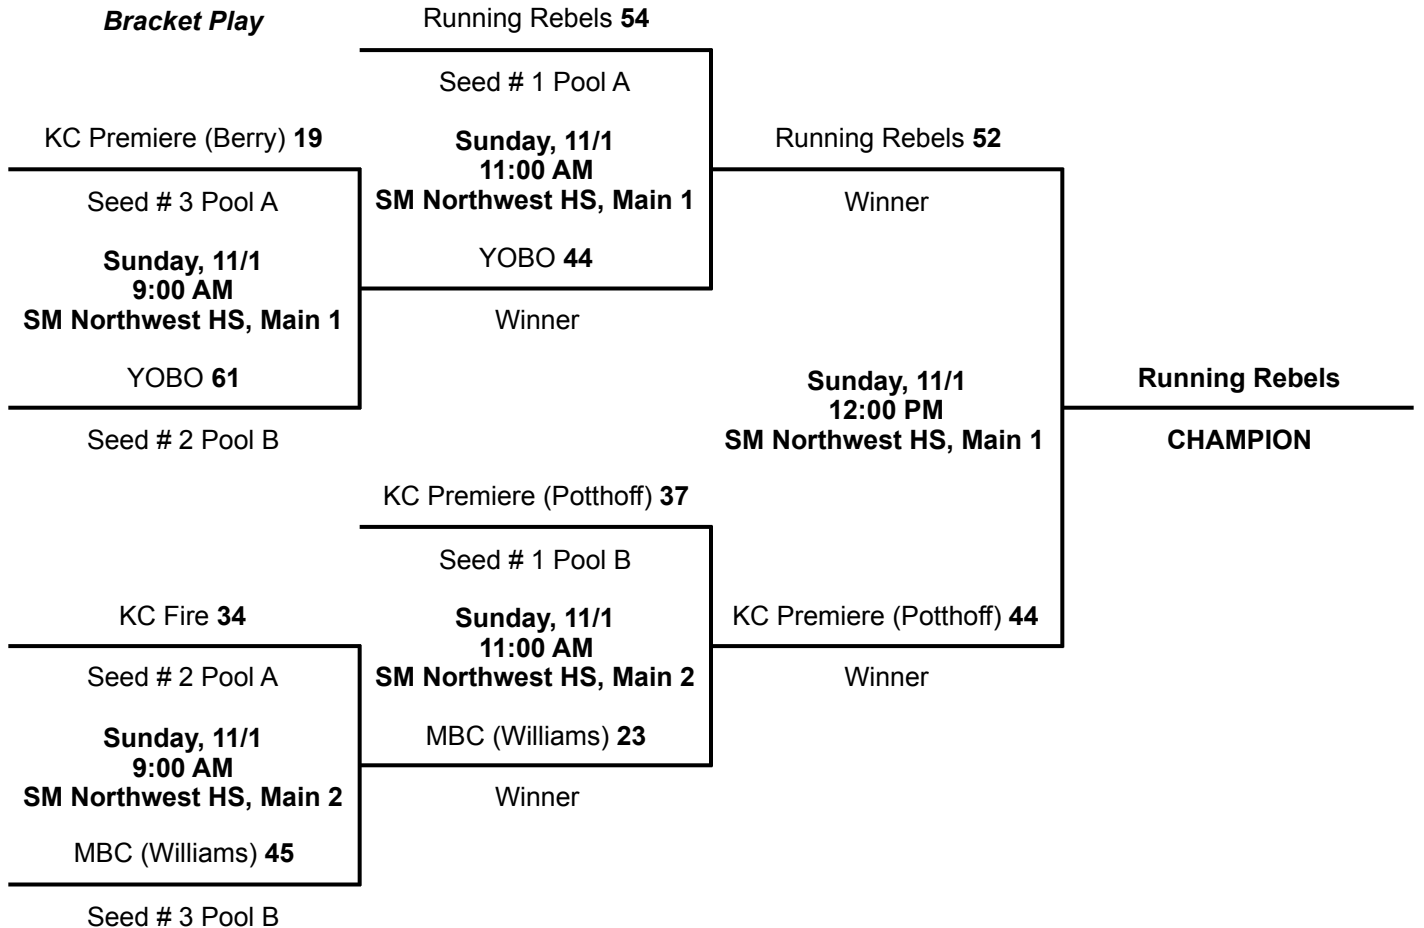 Bracket Play
Running Rebels 54
Seed # 1 Pool A
KC Premiere (Berry) 19
Sunday, 11/1
11:00 AM
SM Northwest HS, Main 1
Running Rebels 52
Seed # 3 Pool A
Winner
Sunday, 11/1
9:00 AM
SM Northwest HS, Main 1
YOBO 44
Winner
YOBO 61
Seed # 2 Pool B
Sunday, 11/1
12:00 PM
SM Northwest HS, Main 1
Running Rebels
CHAMPION
KC Premiere (Potthoff) 37
Seed # 1 Pool B
KC Fire 34
Sunday, 11/1
11:00 AM
SM Northwest HS, Main 2
KC Premiere (Potthoff) 44
Seed # 2 Pool A
Winner
Sunday, 11/1
9:00 AM
SM Northwest HS, Main 2
MBC (Williams) 23
Winner
MBC (Williams) 45
Seed # 3 Pool B